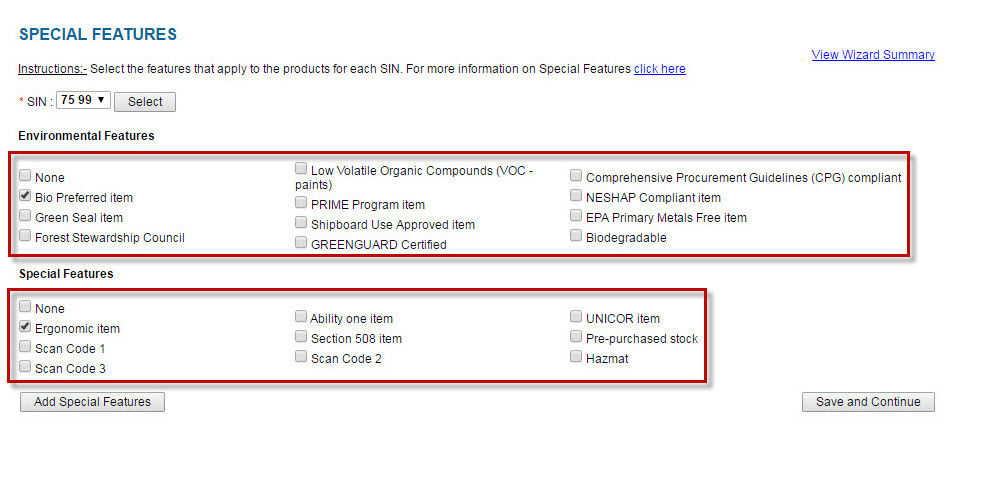 SPECIAL FEATURES
View Wizard Summary
Instructions:- Select the features that apply to the products for each SIN. For more information on Special Features click here
* SIN : 75 99 Select
Environmental Features
None
Bio Preferred item
Green Seal item
Forest Stewardship Council
Low Volatile Organic Compounds (VOC -
paints)
PRIME Program item
Shipboard Use Approved item
GREENGUARD Certified
Comprehensive Procurement Guidelines (CPG) compliant
NESHAP Compliant item
EPA Primary Metals Free item
Biodegradable
Special Features
None
Ergonomic item
Scan Code 1
Scan Code 3
Ability one item
Section 508 item
Scan Code 2
UNICOR item
Pre-purchased stock
Hazmat
Add Special Features
Save and Continue